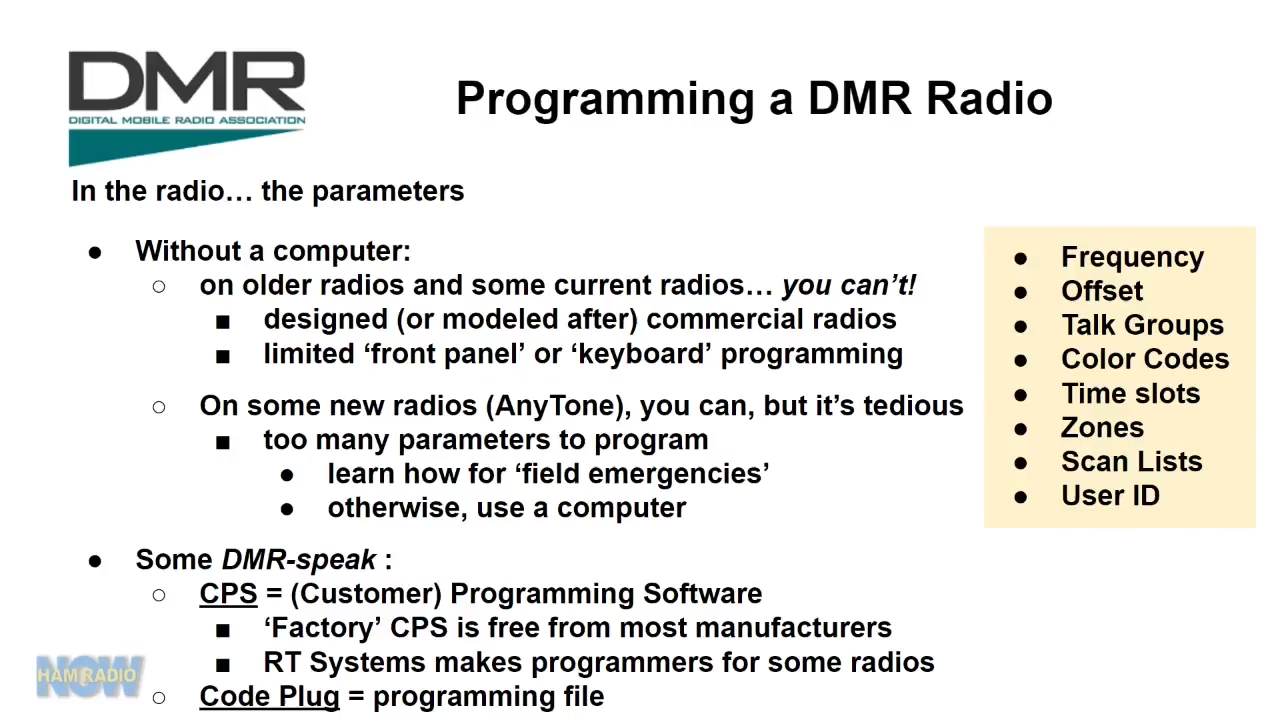 DMR
DIGITAL MOBILE RADIO ASSOCIATION
Programming a DMR Radio
In the radio… the parameters
● Without a computer:
○ on older radios and some current radios… you can’t!
■ designed (or modeled after) commercial radios
■ limited ‘front panel’ or ‘keyboard’ programming
○ On some new radios (AnyTone), you can, but it’s tedious
■ too many parameters to program
● learn how for ‘field emergencies’
● otherwise, use a computer
● Some DMR-speak :
○ CPS = (Customer) Programming Software
■ ‘Factory’ CPS is free from most manufacturers
■ RT Systems makes programmers for some radios
○ Code Plug = programming file
● Frequency
● Offset
● Talk Groups
● Color Codes
● Time slots
● Zones
● Scan Lists
● User ID
NOW
HAM RADIO